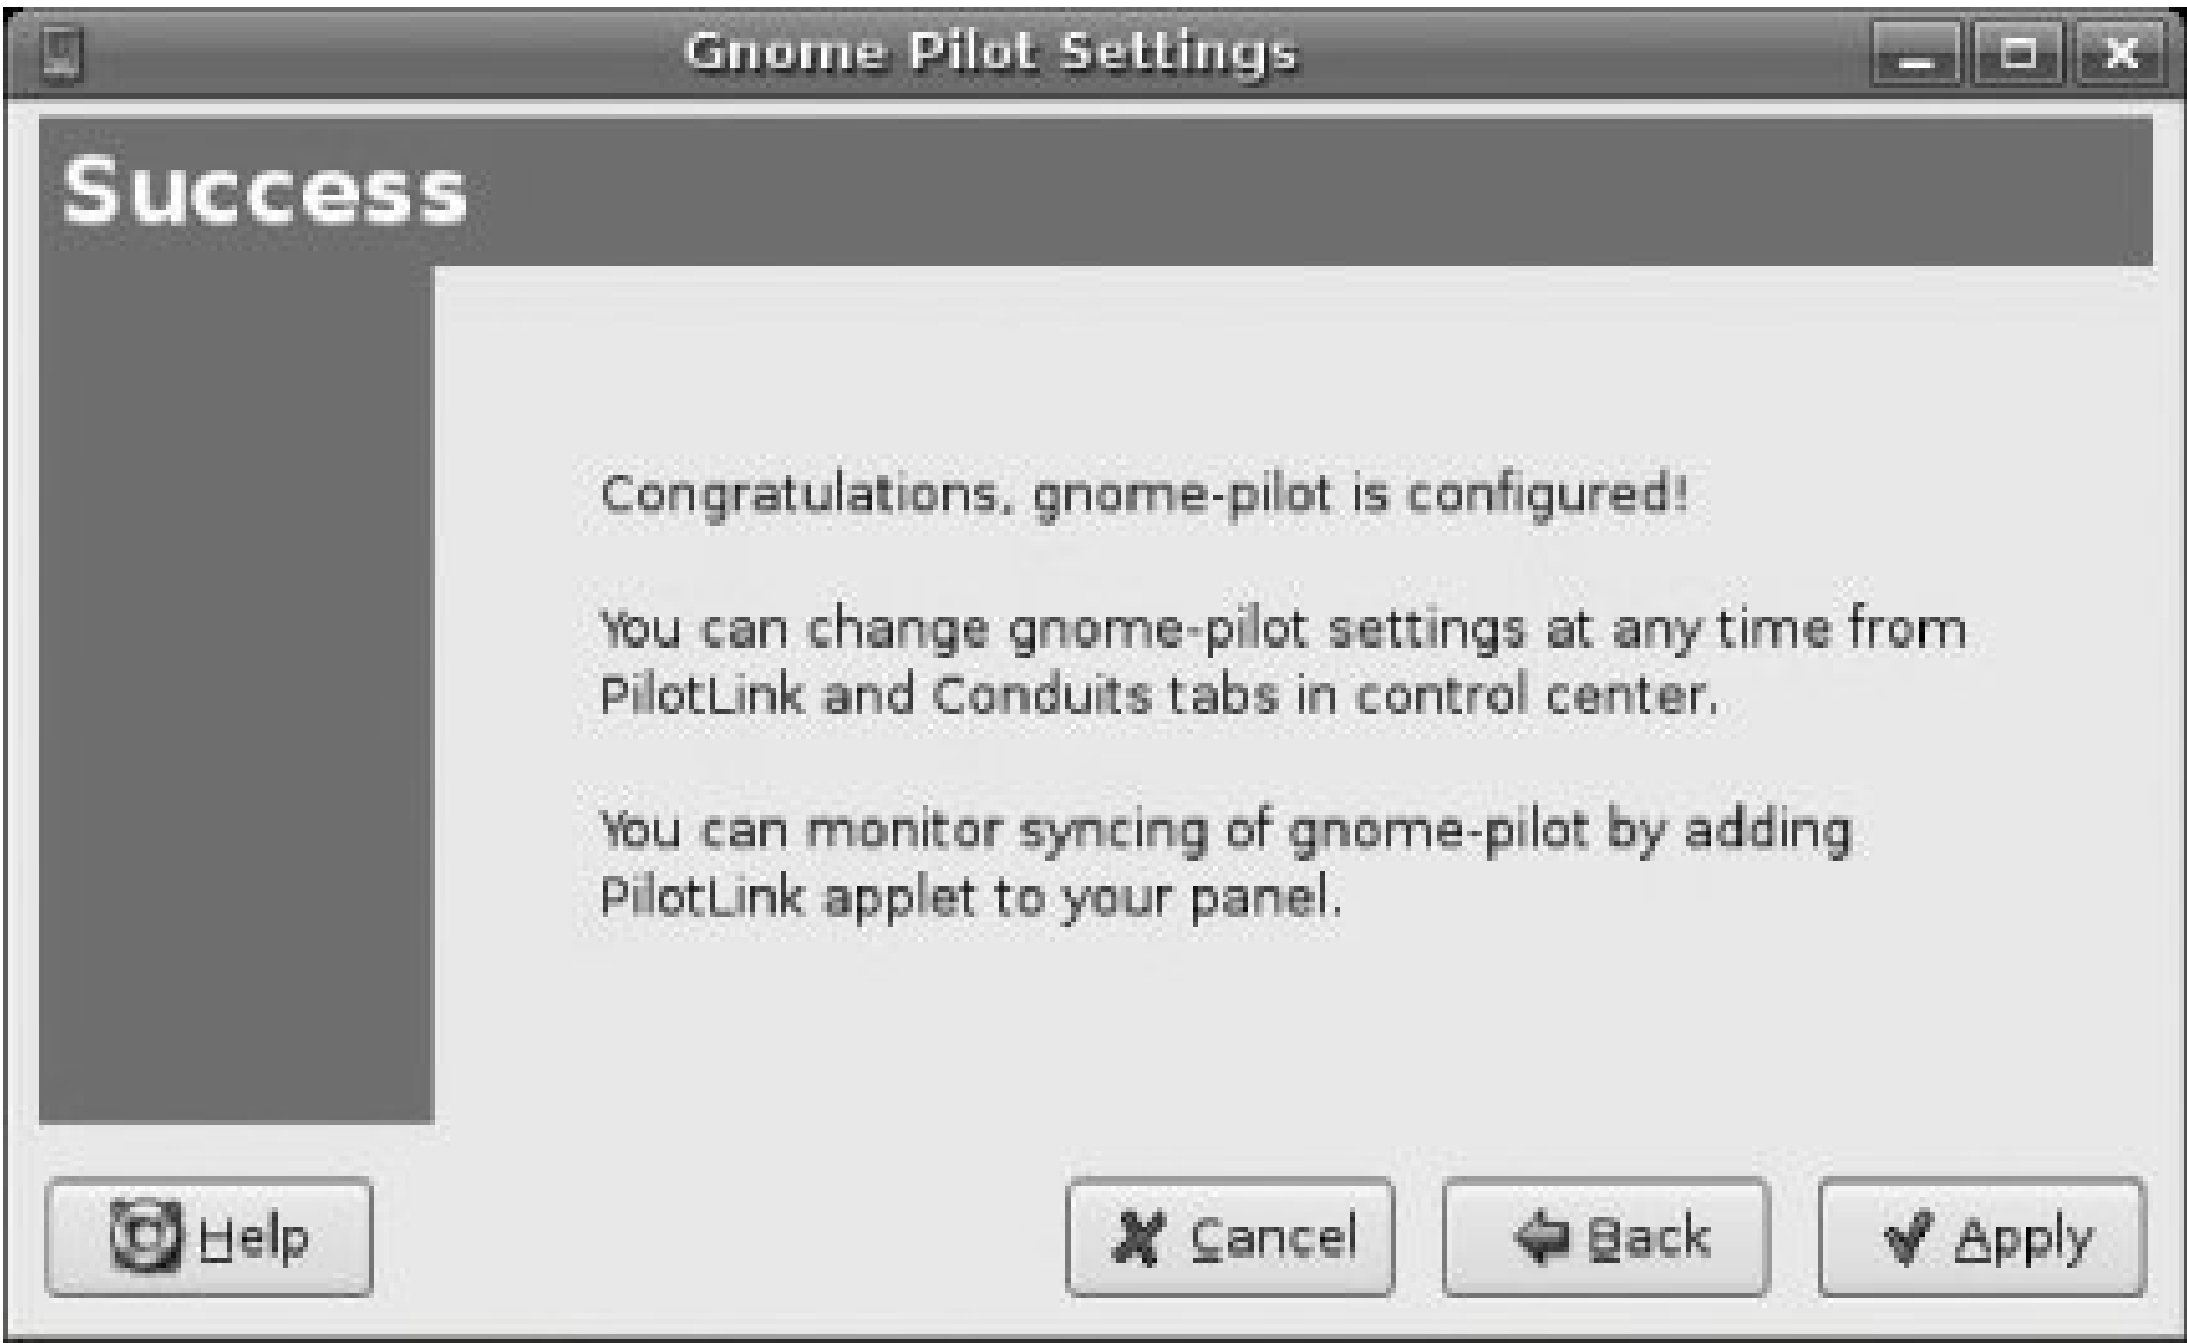 Gnome Pilot Settings
Success
Congratulations, gnome-pilot is configured!
You can change gnome-pilot settings at any time from
PilotLink and Conduits tabs in control center.
You can monitor syncing of gnome-pilot by adding
PilotLink applet to your panel.
Help Cancel Back Apply